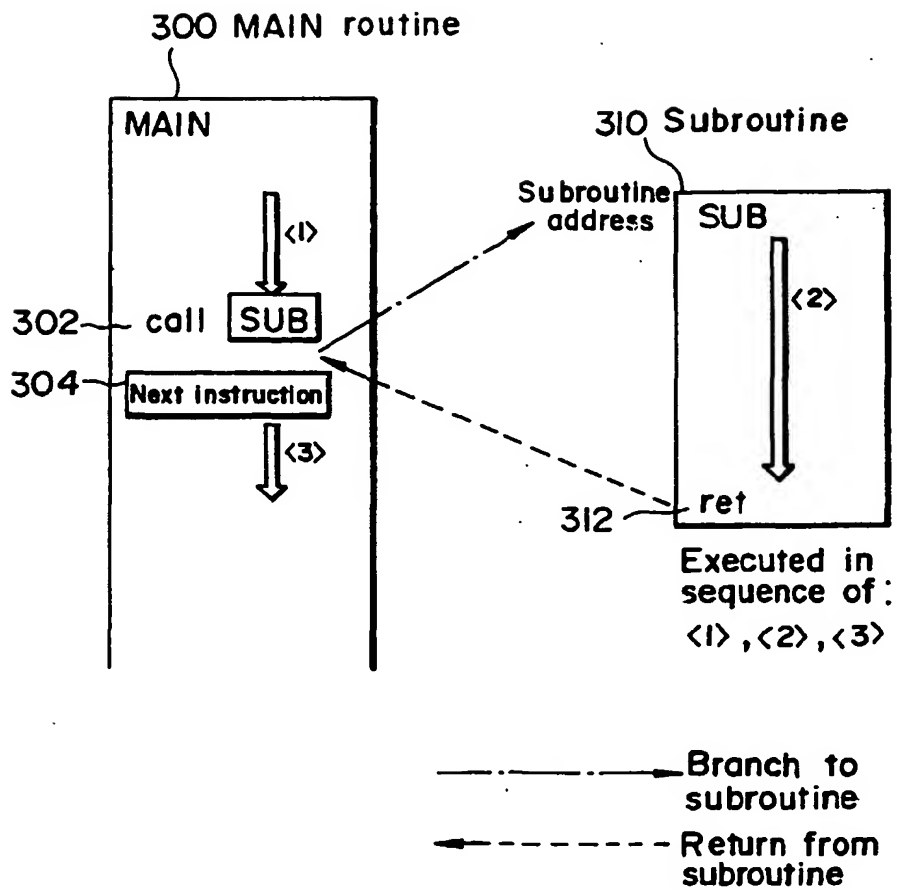 300 MAIN routine
MAIN
310 Subroutine
Subroutine
address
SUB
<1>
<2>
302 call SUB
304 Next instruction
<3>
312 ret
Executed in
sequence of :
<1>, <2>, <3>
Branch to
subroutine
Return from
subroutine